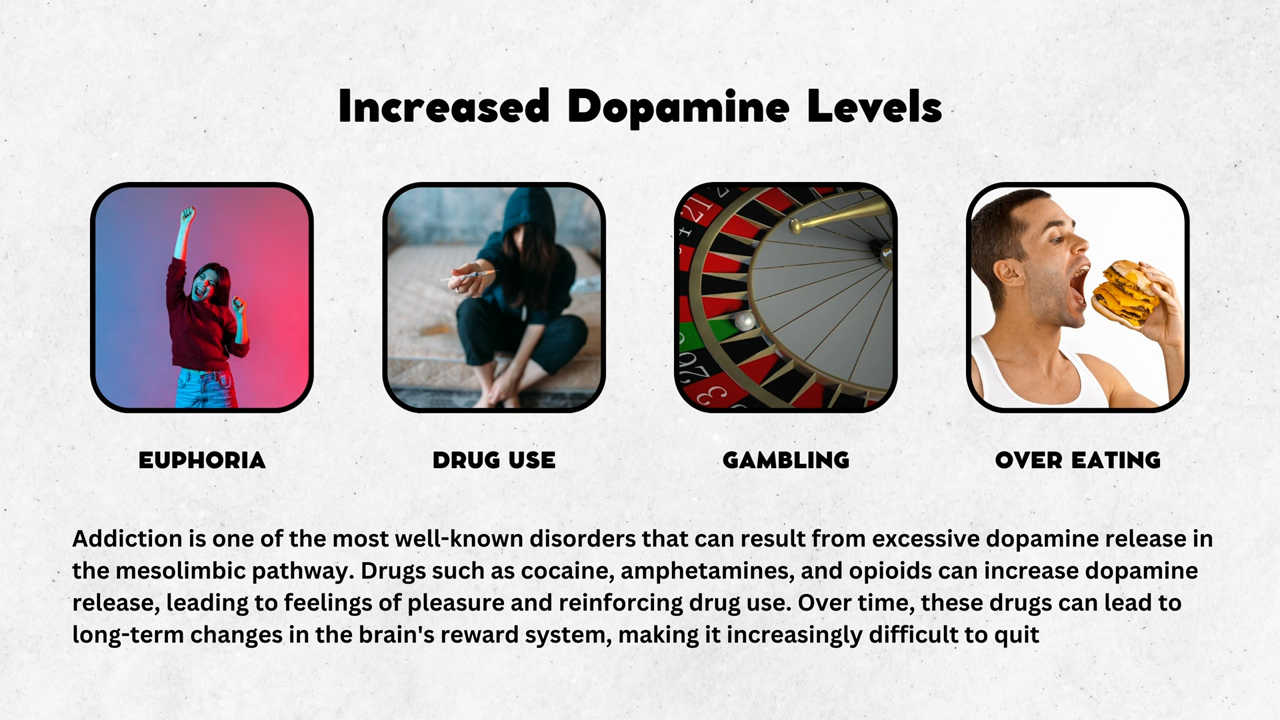 Increased Dopamine Levels
EUPHORIA
DRUG USE
GAMBLING
OVER EATING
Addiction is one of the most well-known disorders that can result from excessive dopamine release in
the mesolimbic pathway. Drugs such as cocaine, amphetamines, and opioids can increase dopamine
release, leading to feelings of pleasure and reinforcing drug use. Over time, these drugs can lead to
long-term changes in the brain's reward system, making it increasingly difficult to quit